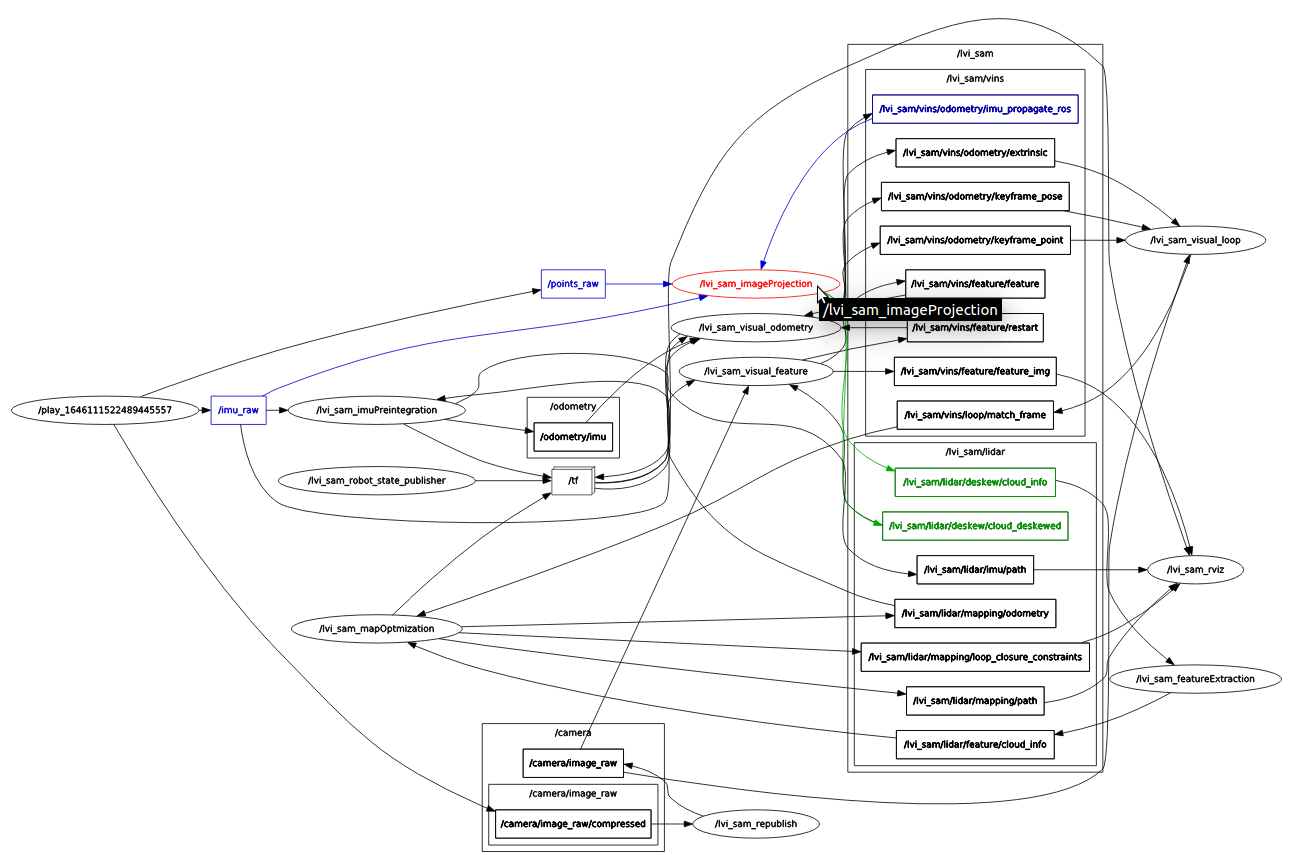 /lvi_sam
/lvi_sam/vins
/lvi_sam/vins/odometry/imu_propagate_ros
/lvi_sam/vins/odometry/extrinsic
/lvi_sam/vins/odometry/keyframe_pose
/lvi_sam/vins/odometry/keyframe_point
/lvi_sam_visual_loop
/points_raw
/lvi_sam_imageProjection
/lvi_sam/vins/feature/feature
/lvi_sam_imageProjection
/lvi_sam_visual_odometry
/lvi_sam/vins/feature/restart
/lvi_sam_visual_feature
/lvi_sam/vins/feature/feature_img
/play_1646111522489445557
/imu_raw
/lvi_sam_imuPreintegration
/odometry
/odometry/imu
/lvi_sam/vins/loop/match_frame
/lvi_sam/lidar
/lvi_sam_robot_state_publisher
/tf
/lvi_sam/lidar/deskew/cloud_info
/lvi_sam/lidar/deskew/cloud_deskewed
/lvi_sam/lidar/imu/path
/lvi_sam_rviz
/lvi_sam/lidar/mapping/odometry
/lvi_sam_mapOptmization
/lvi_sam/lidar/mapping/loop_closure_constraints
/lvi_sam_featureExtraction
/lvi_sam/lidar/mapping/path
/lvi_sam/lidar/feature/cloud_info
/camera
/camera/image_raw
/camera/image_raw
/camera/image_raw/compressed
/lvi_sam_republish